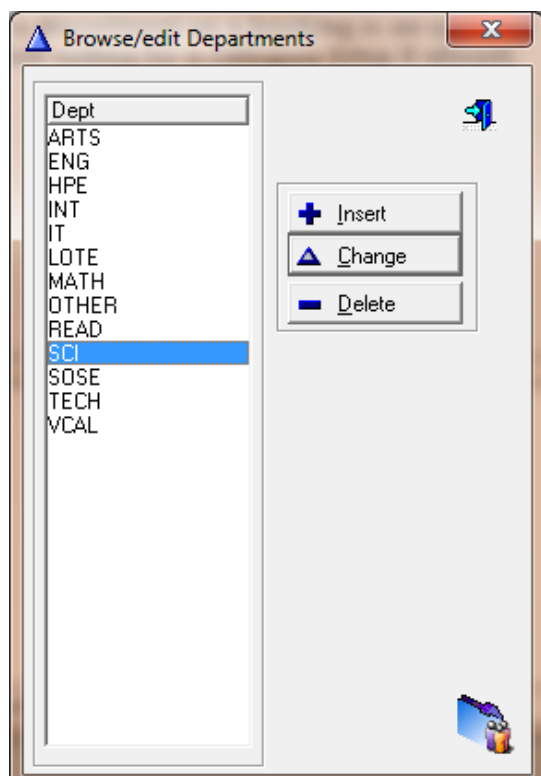 Browse/edit Departments
Dept
ARTS
ENG
HPE
INT
IT
LOTE
MATH
OTHER
READ
SCI
SOSE
TECH
VCAL
Insert
Change
Delete